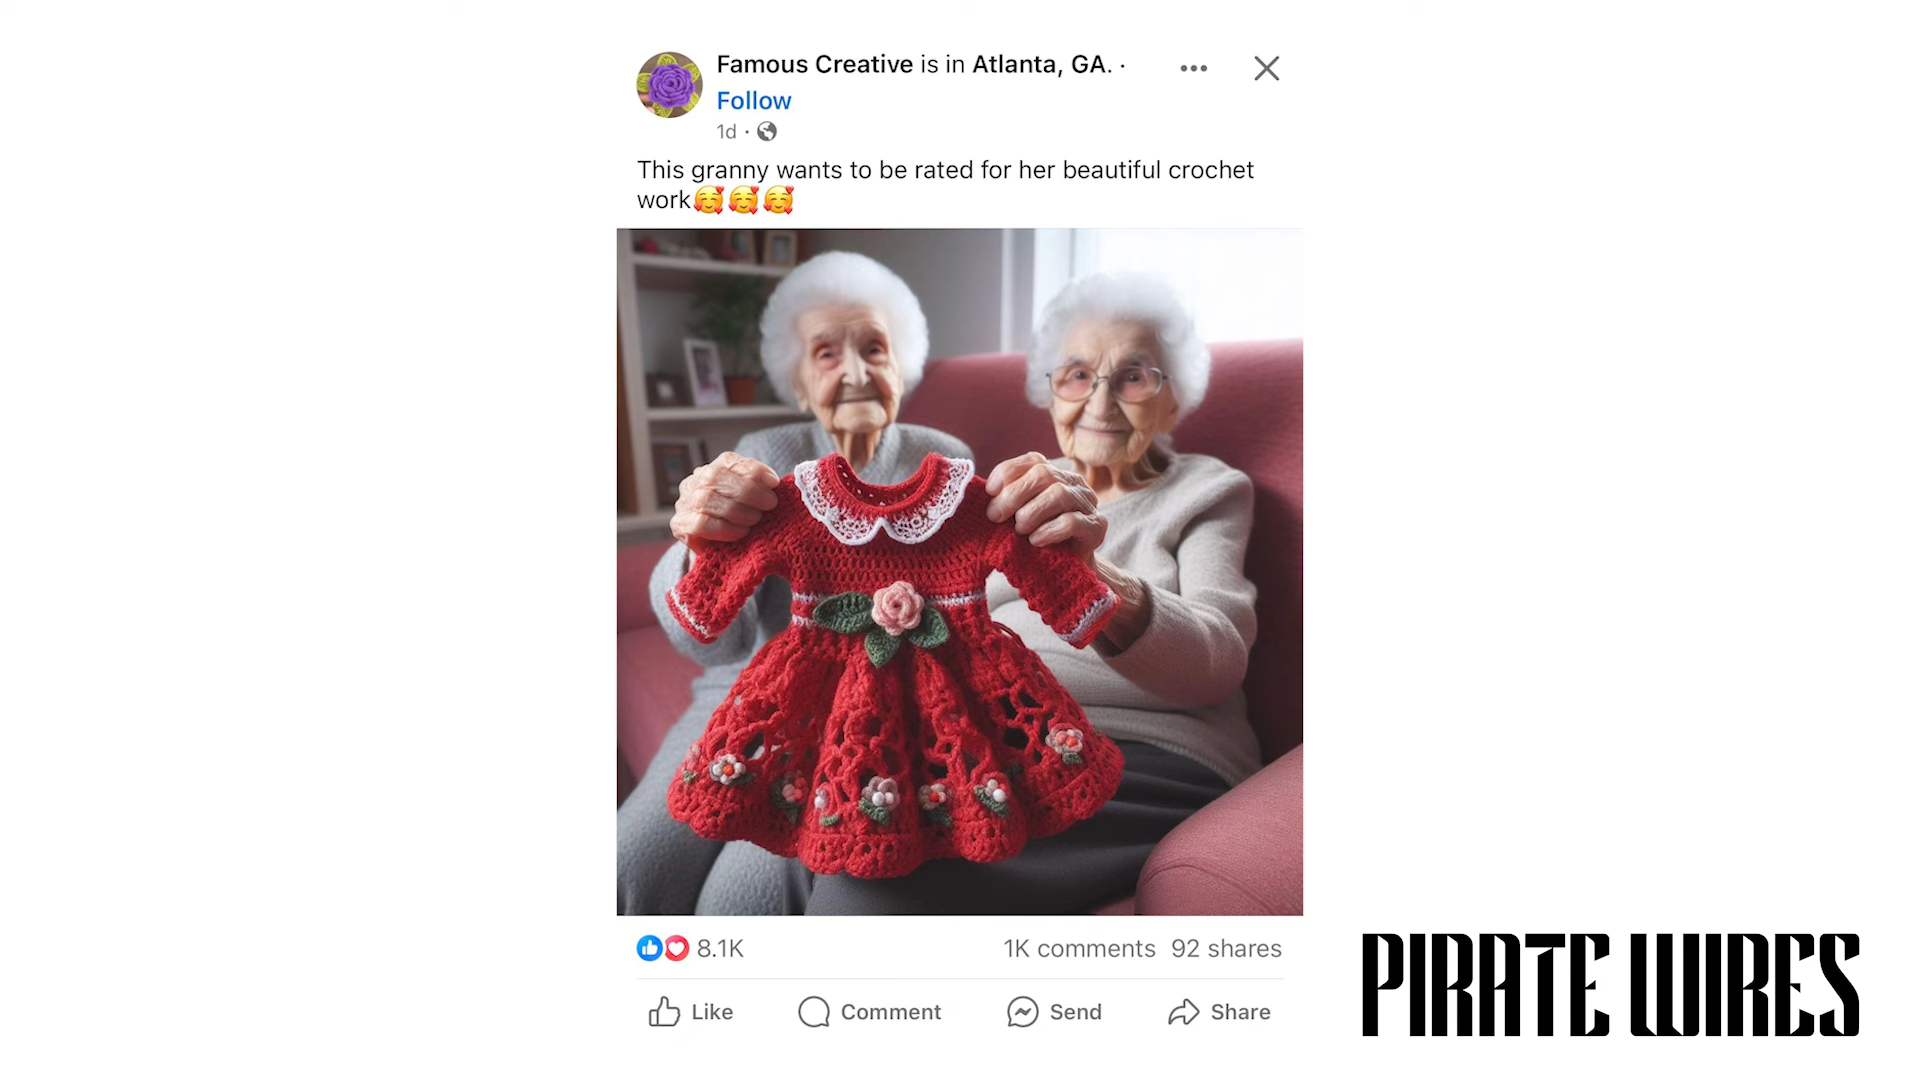 Famous Creative is in Atlanta, GA. ·
Follow
1d ·
This granny wants to be rated for her beautiful crochet
work🥰🥰🥰
8.1K
1K comments 92 shares
Like Comment Send Share
PIRATE WIRES